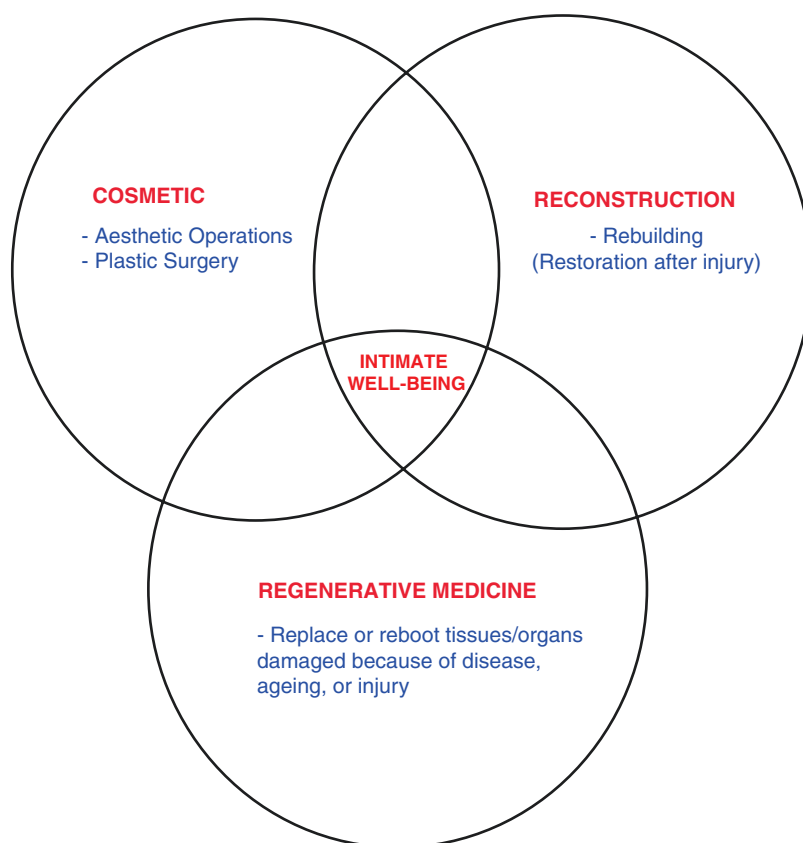 COSMETIC
- Aesthetic Operations
- Plastic Surgery
RECONSTRUCTION
- Rebuilding
(Restoration after injury)
INTIMATE
WELL-BEING
REGENERATIVE MEDICINE
- Replace or reboot tissues/organs
damaged because of disease,
ageing, or injury